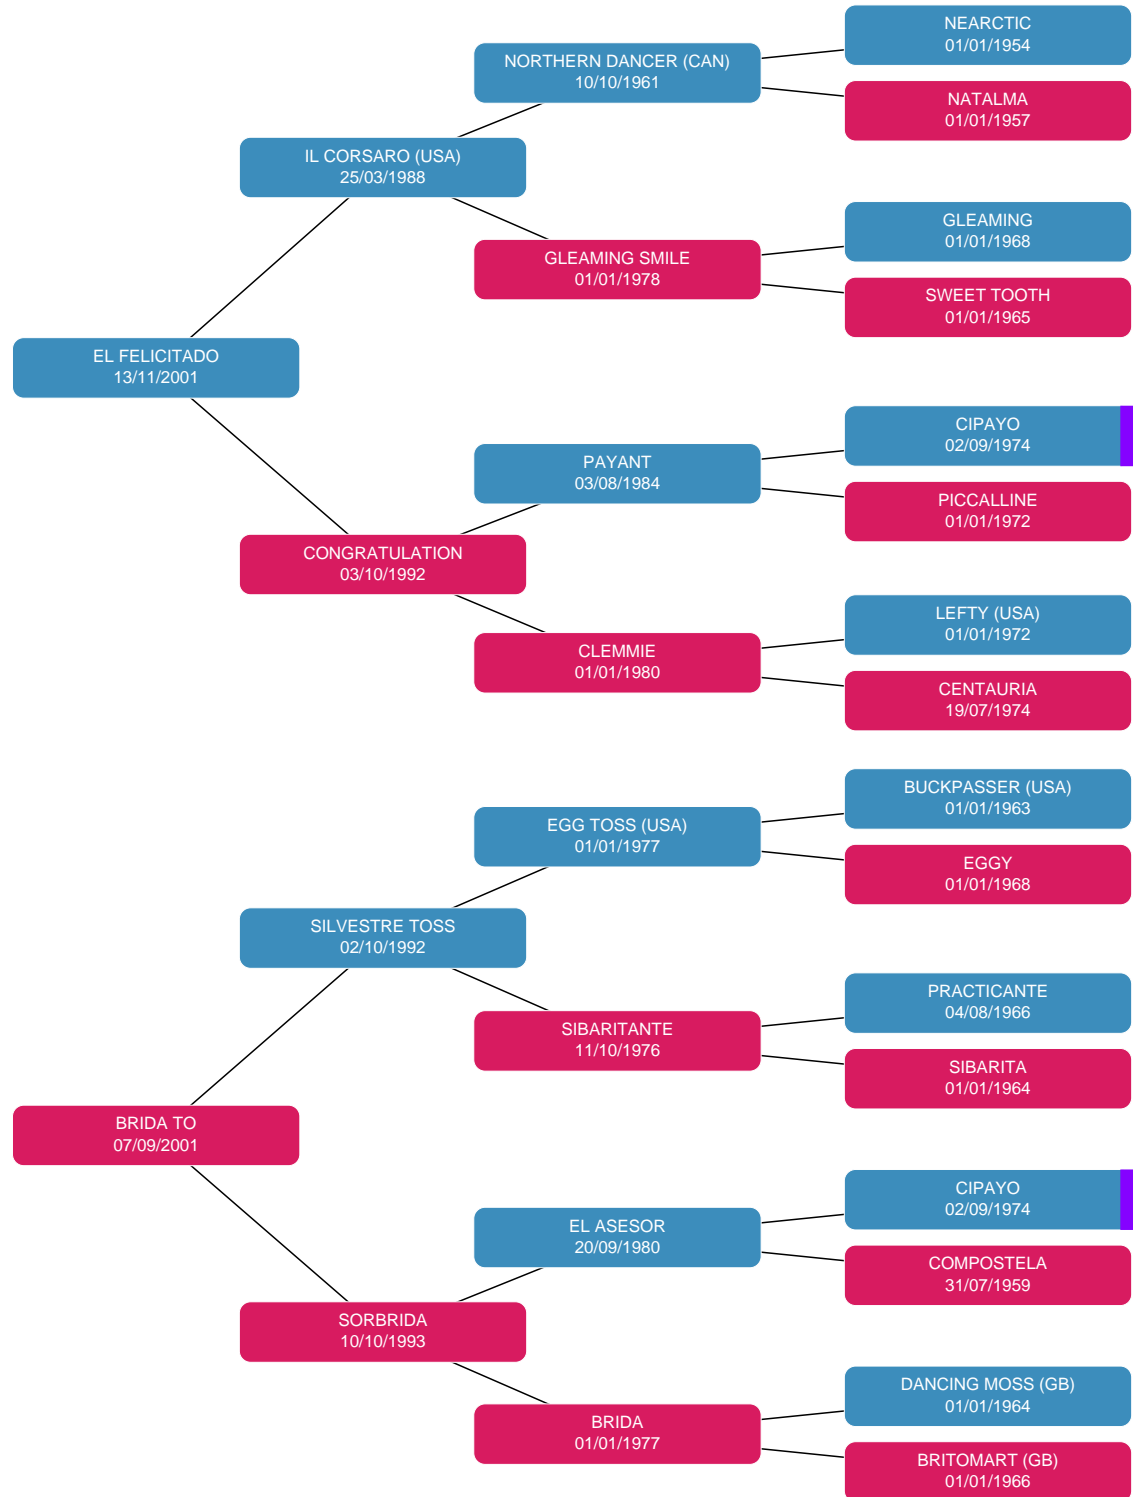 NEARCTIC
01/01/1954
NORTHERN DANCER (CAN)
10/10/1961
NATALMA
01/01/1957
IL CORSARO (USA)
25/03/1988
GLEAMING
01/01/1968
GLEAMING SMILE
01/01/1978
SWEET TOOTH
01/01/1965
EL FELICITADO
13/11/2001
CIPAYO
02/09/1974
PAYANT
03/08/1984
PICCALLINE
01/01/1972
CONGRATULATION
03/10/1992
LEFTY (USA)
01/01/1972
CLEMMIE
01/01/1980
CENTAURIA
19/07/1974
BUCKPASSER (USA)
01/01/1963
EGG TOSS (USA)
01/01/1977
EGGY
01/01/1968
SILVESTRE TOSS
02/10/1992
PRACTICANTE
04/08/1966
SIBARITANTE
11/10/1976
SIBARITA
01/01/1964
BRIDA TO
07/09/2001
CIPAYO
02/09/1974
EL ASESOR
20/09/1980
COMPOSTELA
31/07/1959
SORBRIDA
10/10/1993
DANCING MOSS (GB)
01/01/1964
BRIDA
01/01/1977
BRITOMART (GB)
01/01/1966